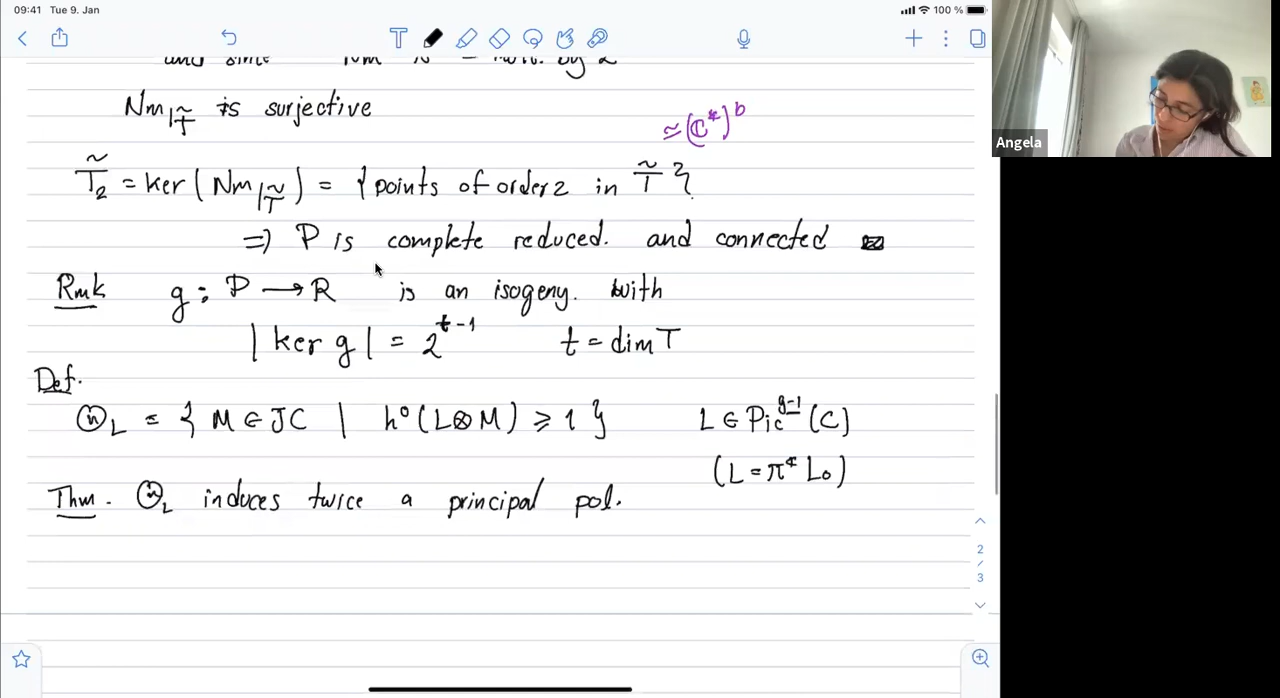 09:41 Tue 9. Jan
100 %
Nm|T̃ is surjective
≃ (ℂ*)^b
T̃₂ = ker ( Nm|T̃ ) = { points of order 2 in T̃ }
⇒ P is complete reduced. and connected
Rmk g : P → R is an isogeny. with
| ker g | = 2^{t-1} t = dim T
Def.
Θ_L = { M ∈ JC | h⁰(L⊗M) ⩾ 1 } L ∈ Pic^{g-1}(C)
(L = π* L₀)
Thm. Θ_L induces twice a principal pol.
2
/
3
Angela